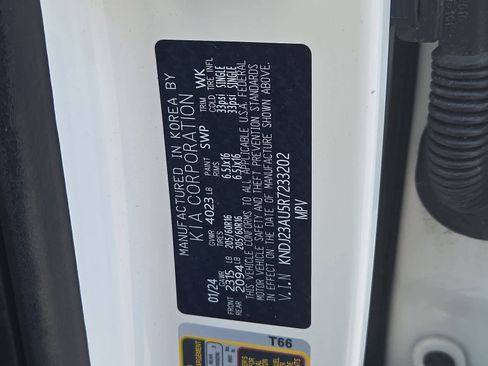 MANUFACTURED IN KOREA BY
KIA CORPORATION
GVWR 4023 LB PAINT SWP TRIM WK
01/24 GAWR RIMS COLD TIRE INFL
FRONT 2315 LB 205/60R16 6.5Jx16 33psi SINGLE
REAR 2094 LB 205/60R16 6.5Jx16 33psi SINGLE
THIS VEHICLE CONFORMS TO ALL APPLICABLE U.S.A. FEDERAL
MOTOR VEHICLE SAFETY AND THEFT PREVENTION STANDARDS
IN EFFECT ON THE DATE OF MANUFACTURE SHOWN ABOVE.
V.I.N KNDJ23AU5R7233202
MPV
T66